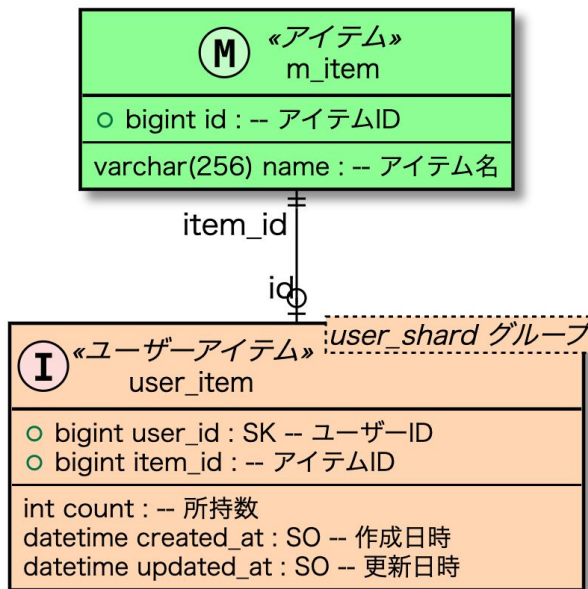 M «アイテム»
m_item
bigint id : -- アイテムID
varchar(256) name : -- アイテム名
item_id
id
user_shard グループ
I «ユーザーアイテム»
user_item
bigint user_id : SK -- ユーザーID
bigint item_id : -- アイテムID
int count : -- 所持数
datetime created_at : SO -- 作成日時
datetime updated_at : SO -- 更新日時